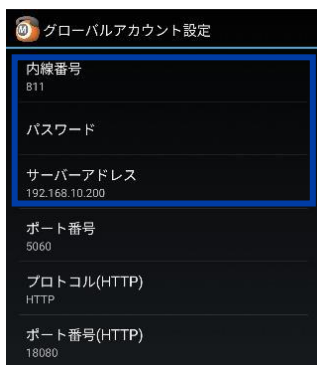 グローバルアカウント設定
内線番号
811
パスワード
サーバーアドレス
192.168.10.200
ポート番号
5060
プロトコル(HTTP)
HTTP
ポート番号(HTTP)
18080